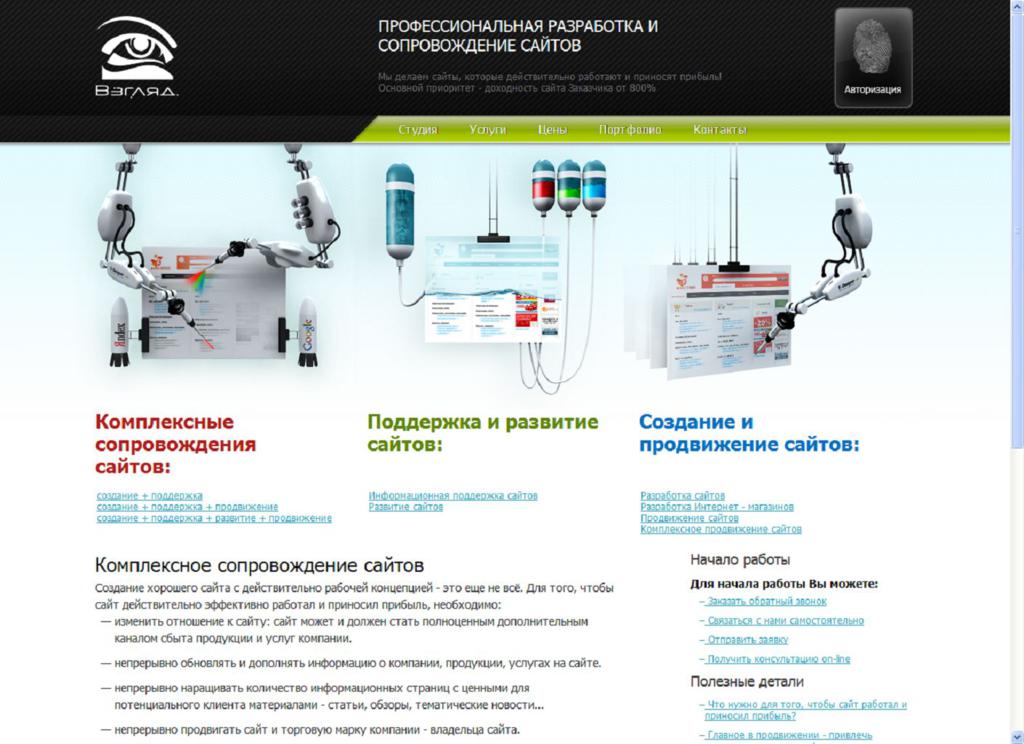 Взгляд.
ПРОФЕССИОНАЛЬНАЯ РАЗРАБОТКА И
СОПРОВОЖДЕНИЕ САЙТОВ
Мы делаем сайты, которые действительно работают и приносят прибыль!
Основной приоритет - доходность сайта Заказчика от 800%
Авторизация
Студия Услуги Цены Портфолио Контакты
Yandex
Google
Комплексные
сопровождения
сайтов:
создание + поддержка
создание + поддержка + продвижение
создание + поддержка + развитие + продвижение
Поддержка и развитие
сайтов:
Информационная поддержка сайтов
Развитие сайтов
Создание и
продвижение сайтов:
Разработка сайтов
Разработка Интернет - магазинов
Продвижение сайтов
Комплексное продвижение сайтов
Комплексное сопровождение сайтов
Создание хорошего сайта с действительно рабочей концепцией - это еще не всё. Для того, чтобы
сайт действительно эффективно работал и приносил прибыль, необходимо:
— изменить отношение к сайту: сайт может и должен стать полноценным дополнительным
каналом сбыта продукции и услуг компании.
— непрерывно обновлять и дополнять информацию о компании, продукции, услугах на сайте.
— непрерывно наращивать количество информационных страниц с ценными для
потенциального клиента материалами - статьи, обзоры, тематические новости...
— непрерывно продвигать сайт и торговую марку компании - владельца сайта.
Начало работы
Для начала работы Вы можете:
– Заказать обратный звонок
– Связаться с нами самостоятельно
– Отправить заявку
– Получить консультацию on-line
Полезные детали
– Что нужно для того, чтобы сайт работал и
приносил прибыль?
– Главное в продвижении - привлечь